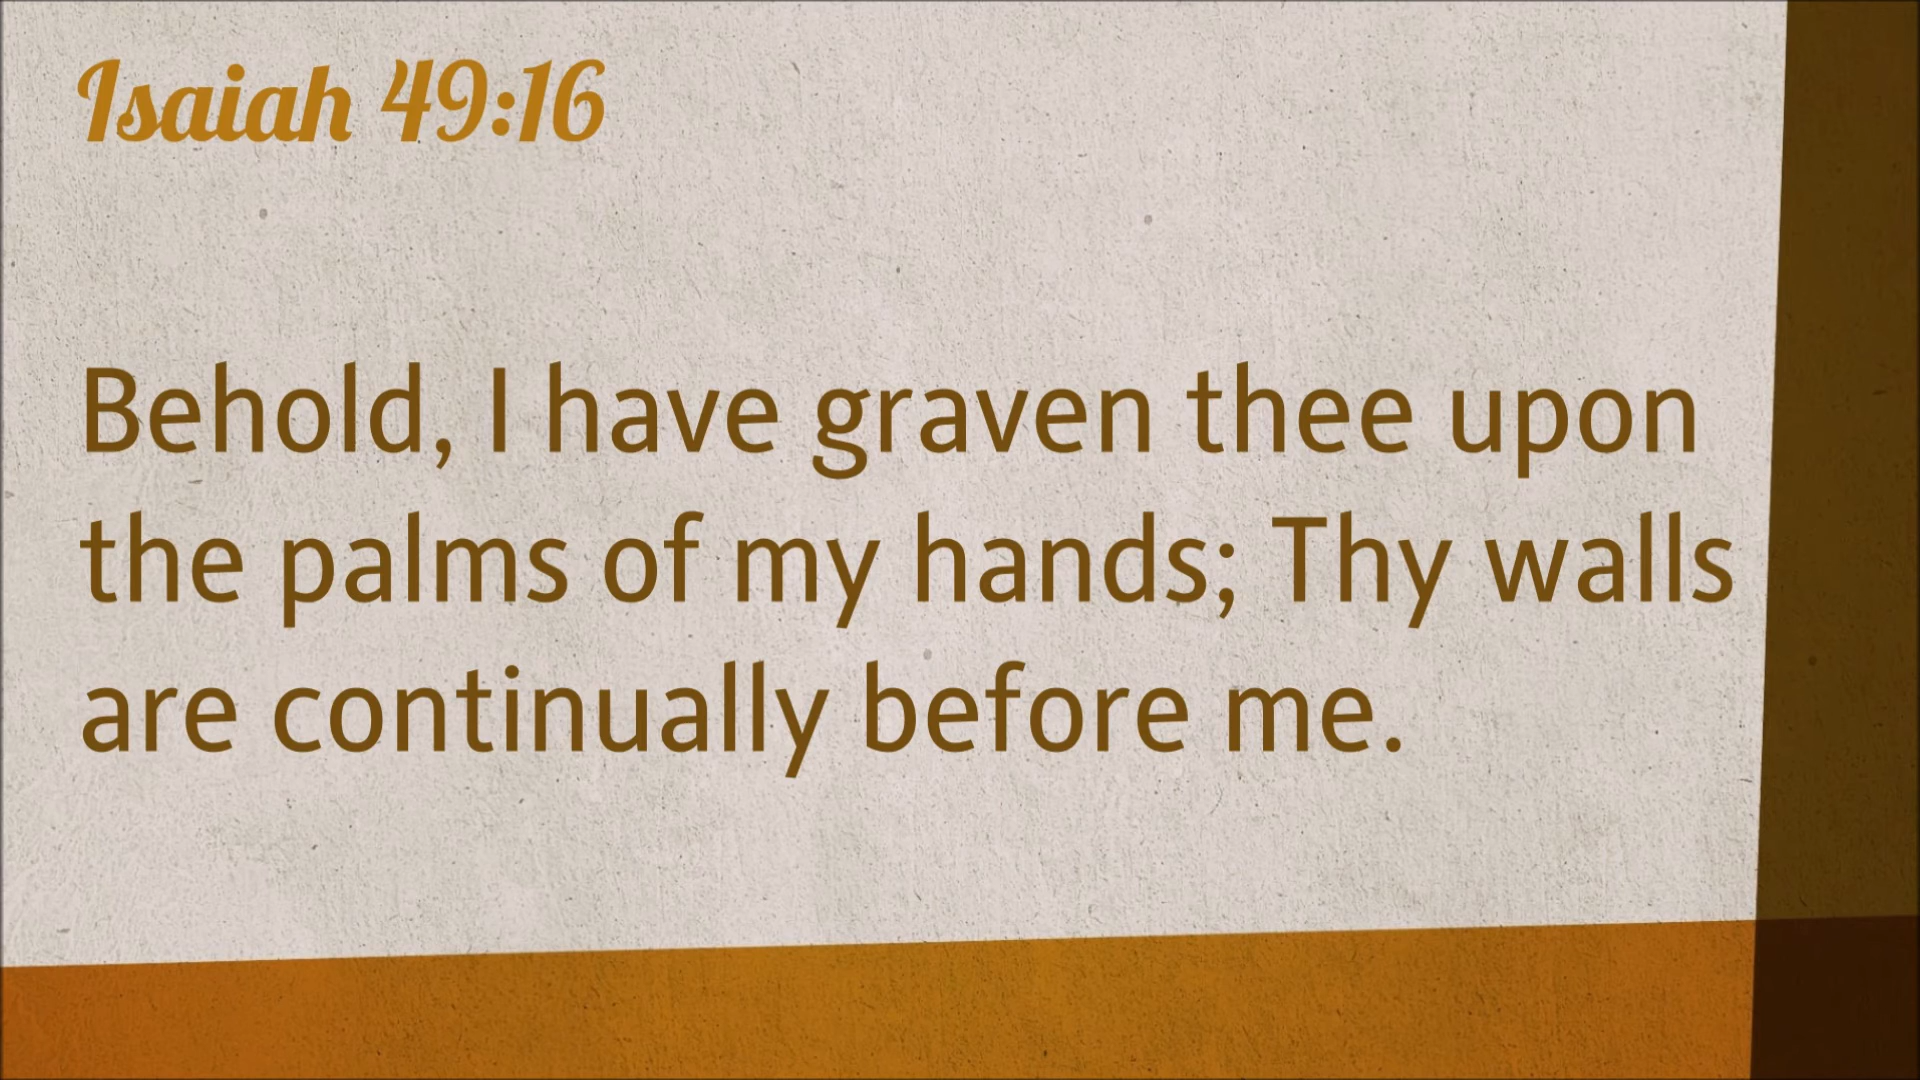 Isaiah 49:16
Behold, I have graven thee upon
the palms of my hands; Thy walls
are continually before me.